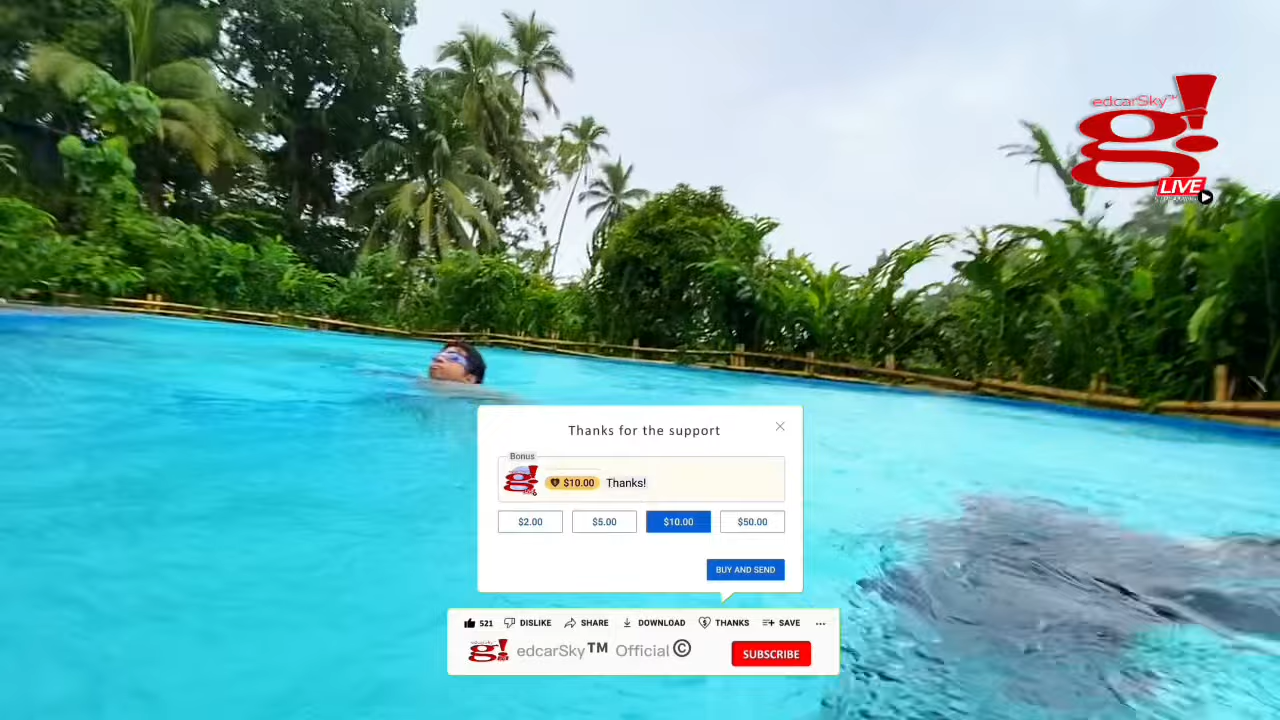 edcarSky™
g!
LIVE
Thanks for the support
Bonus
$10.00 Thanks!
$2.00 $5.00 $10.00 $50.00
BUY AND SEND
521 DISLIKE SHARE DOWNLOAD THANKS SAVE
edcarSky™ Official©
SUBSCRIBE